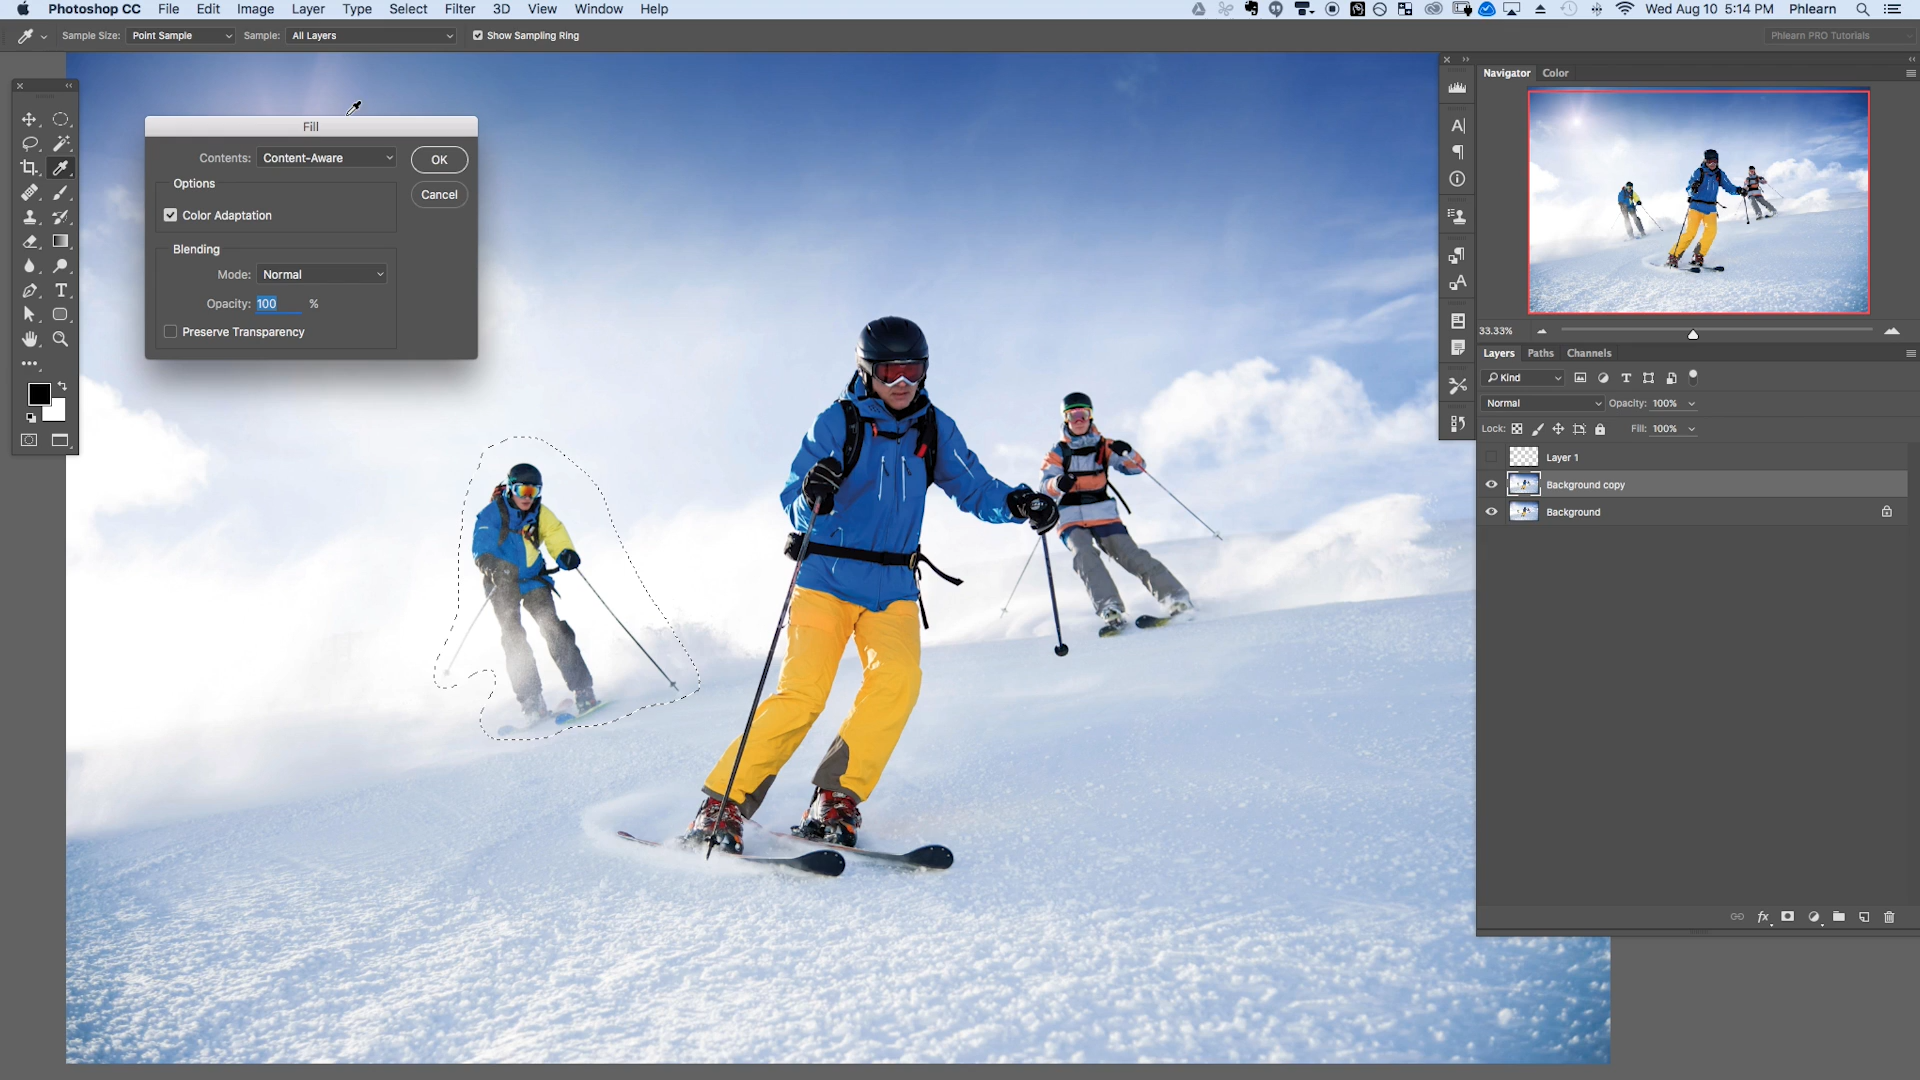 Photoshop CC File Edit Image Layer Type Select Filter 3D View Window Help Wed Aug 10 5:14 PM Phlearn
Sample Size: Point Sample Sample: All Layers Show Sampling Ring Phlearn PRO Tutorials
Fill
Contents: Content-Aware OK
Options
Cancel
Color Adaptation
Blending
Mode: Normal
Opacity: 100 %
Preserve Transparency
Navigator Color
33.33%
Layers Paths Channels
Kind
Normal Opacity: 100%
Lock: Fill: 100%
Layer 1
Background copy
Background